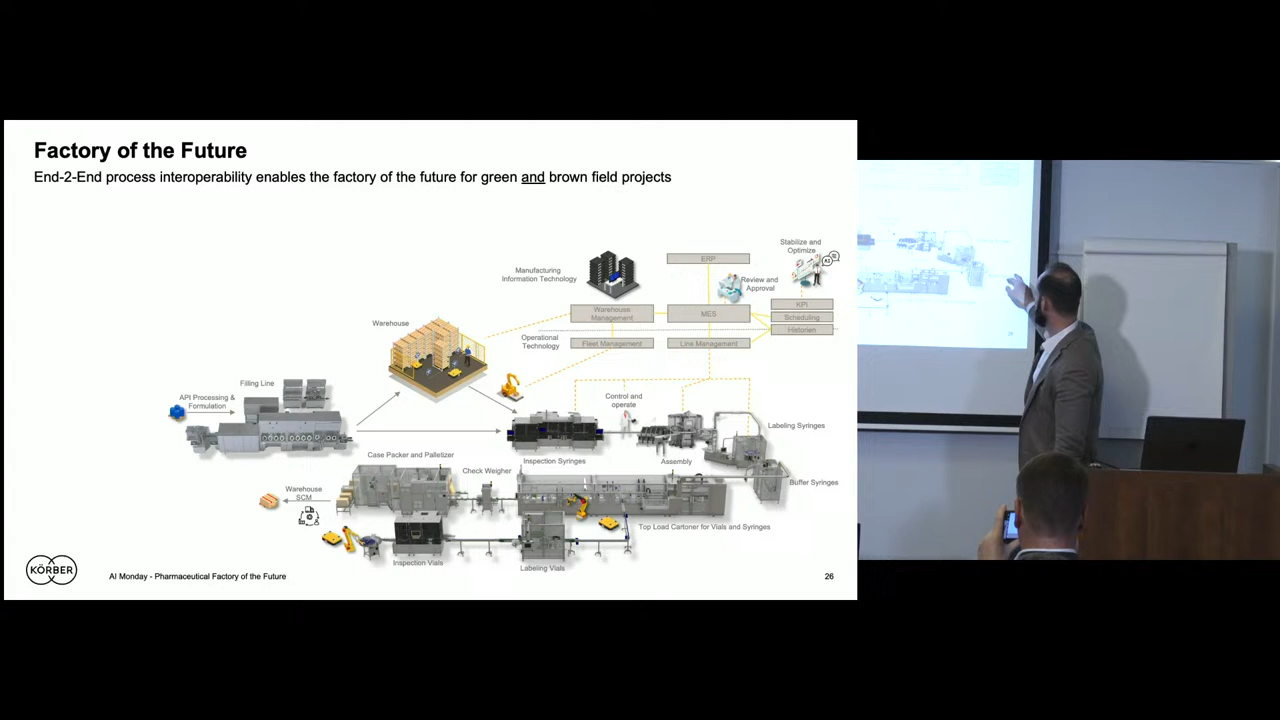 Factory of the Future
End-2-End process interoperability enables the factory of the future for green and brown field projects
Stabilize and
Optimize
ERP
Manufacturing
Information Technology
Review and
Approval
KPI
Warehouse
Management
MES
Scheduling
Warehouse
Historien
Operational
Technology
Fleet Management
Line Management
Filling Line
API Processing &
Formulation
Control and
operate
Labeling Syringes
Case Packer and Palletizer
Inspection Syringes
Assembly
Check Weigher
Buffer Syringes
Warehouse
SCM
Top Load Cartoner for Vials and Syringes
Inspection Vials
Labeling Vials
KÖRBER
AI Monday - Pharmaceutical Factory of the Future
26